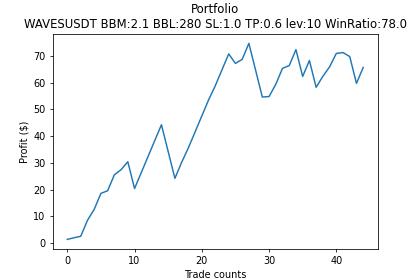 Portfolio
WAVESUSDT BBM:2.1 BBL:280 SL:1.0 TP:0.6 lev:10 WinRatio:78.0
70
60
50
40
30
20
10
0
Profit ($)
0 10 20 30 40
Trade counts